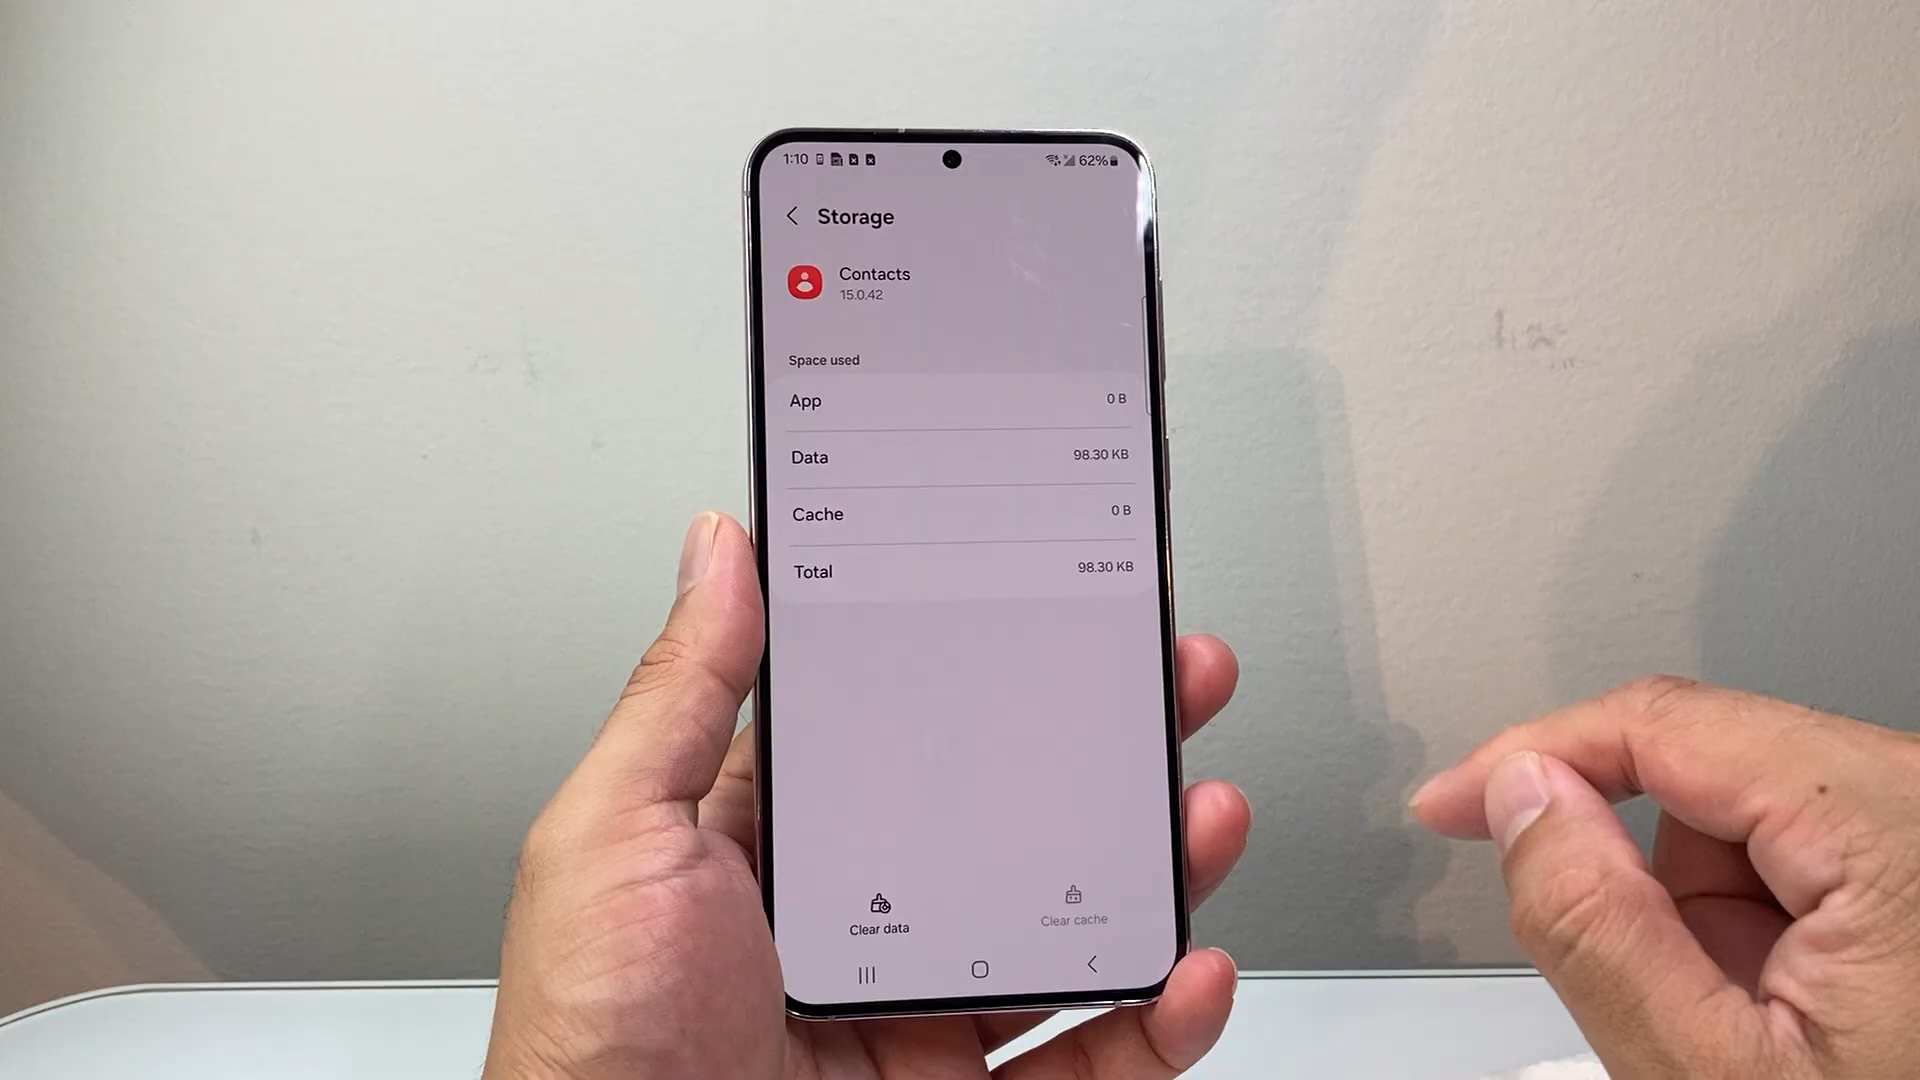 1:10 62%
Storage
Contacts
15.0.42
Space used
App 0 B
Data 98.30 KB
Cache 0 B
Total 98.30 KB
Clear data Clear cache